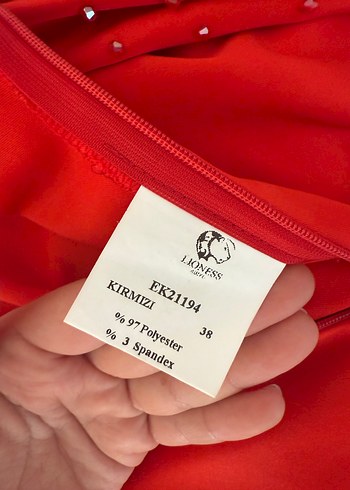 LIONESS
EK21194
KIRMIZI 38
% 97 Polyester
% 3 Spandex